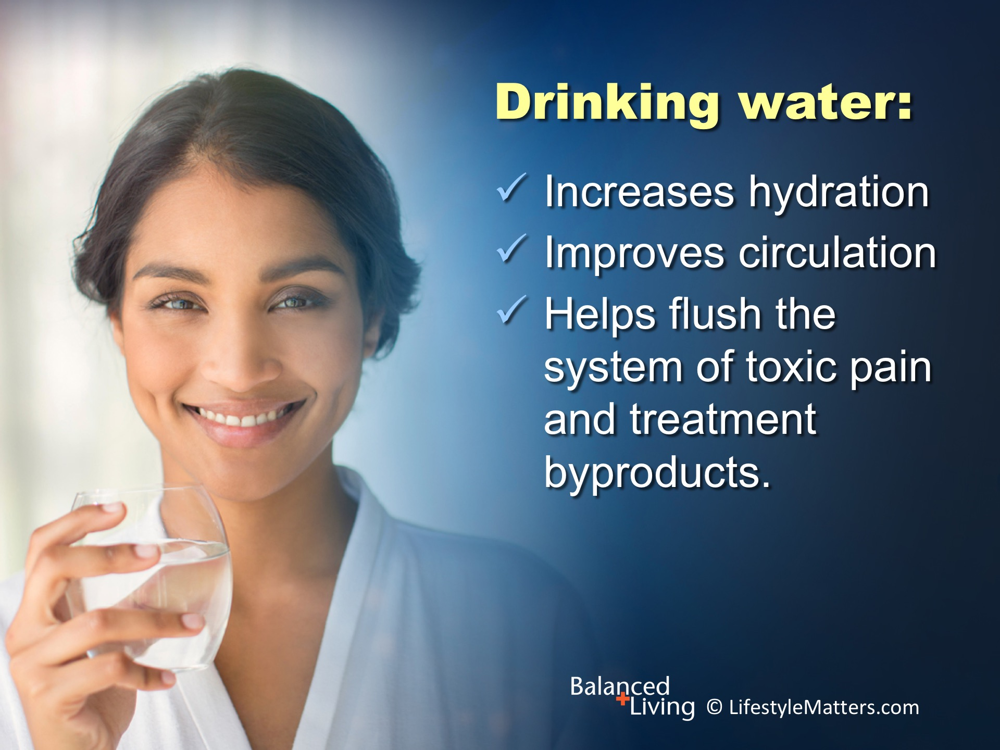 Drinking water:
✓ Increases hydration
✓ Improves circulation
✓ Helps flush the
system of toxic pain
and treatment
byproducts.
Balanced
Living © LifestyleMatters.com